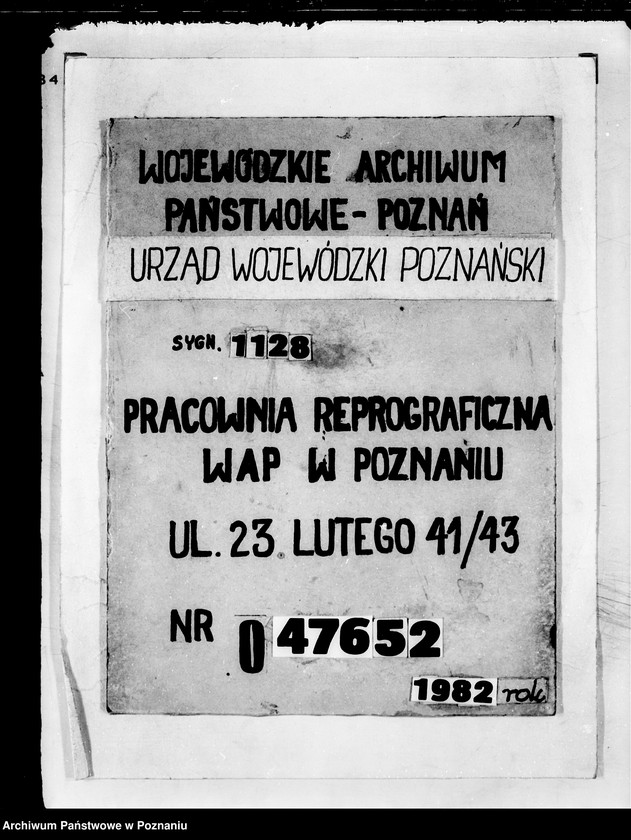 34
WOJEWÓDZKIE ARCHIWUM
PAŃSTWOWE - POZNAŃ
URZĄD WOJEWÓDZKI POZNAŃSKI
SYGN. 1128
PRACOWNIA REPROGRAFICZNA
WAP W POZNANIU
UL. 23 LUTEGO 41/43
NR 047652
1982 rok
Archiwum Państwowe w Poznaniu